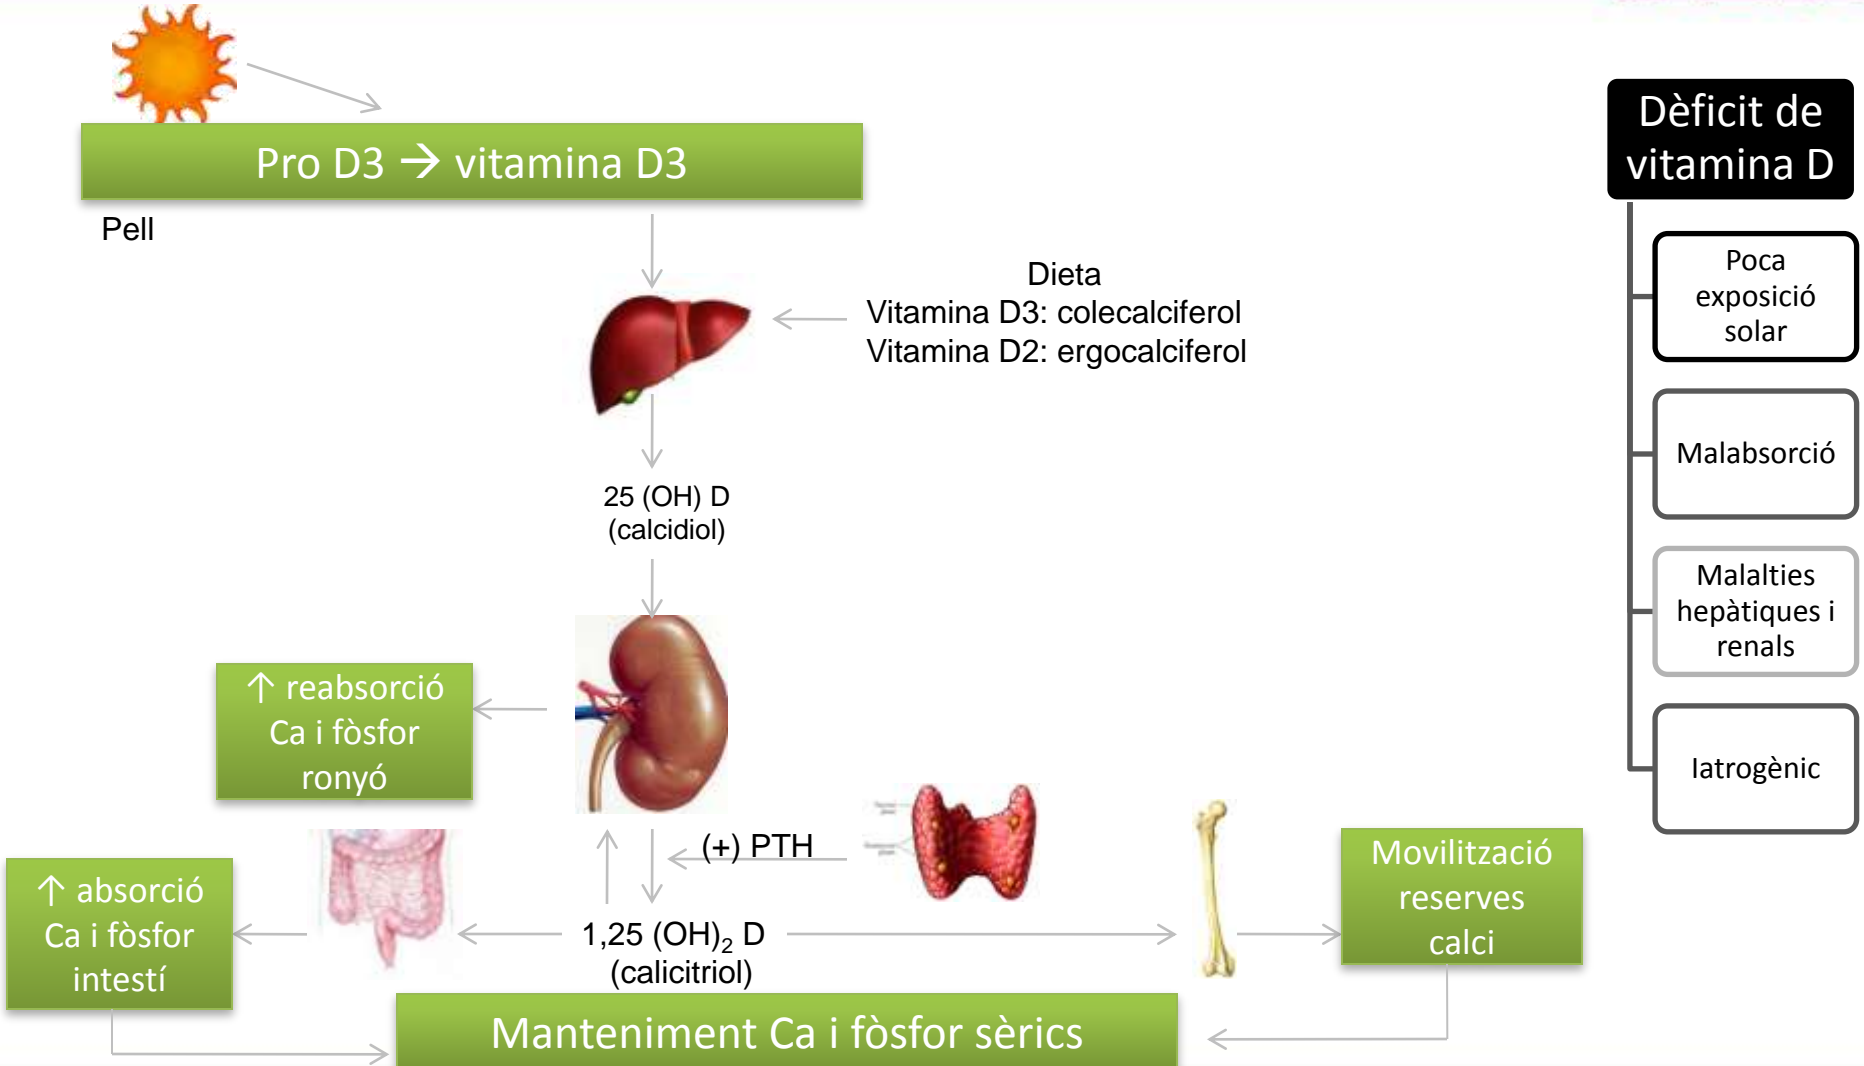 Pro D3 → vitamina D3
Pell
Dieta
Vitamina D3: colecalciferol
Vitamina D2: ergocalciferol
25 (OH) D
(calcidiol)
↑ reabsorció
Ca i fòsfor
ronyó
(+) PTH
↑ absorció
Ca i fòsfor
intestí
1,25 (OH)₂ D
(calicitriol)
Movilització
reserves
calci
Manteniment Ca i fòsfor sèrics
Dèficit de
vitamina D
Poca
exposició
solar
Malabsorció
Malalties
hepàtiques i
renals
Iatrogènic